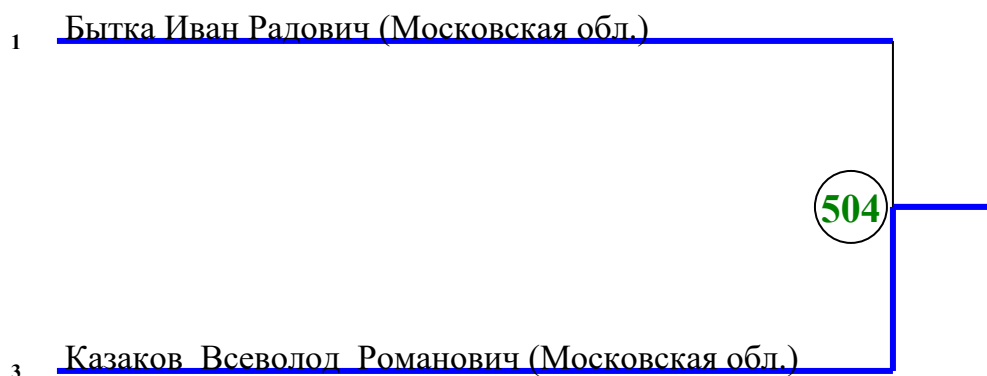 1 Бытка Иван Радович (Московская обл.)
504
3 Казаков Всеволод Романович (Московская обл.)